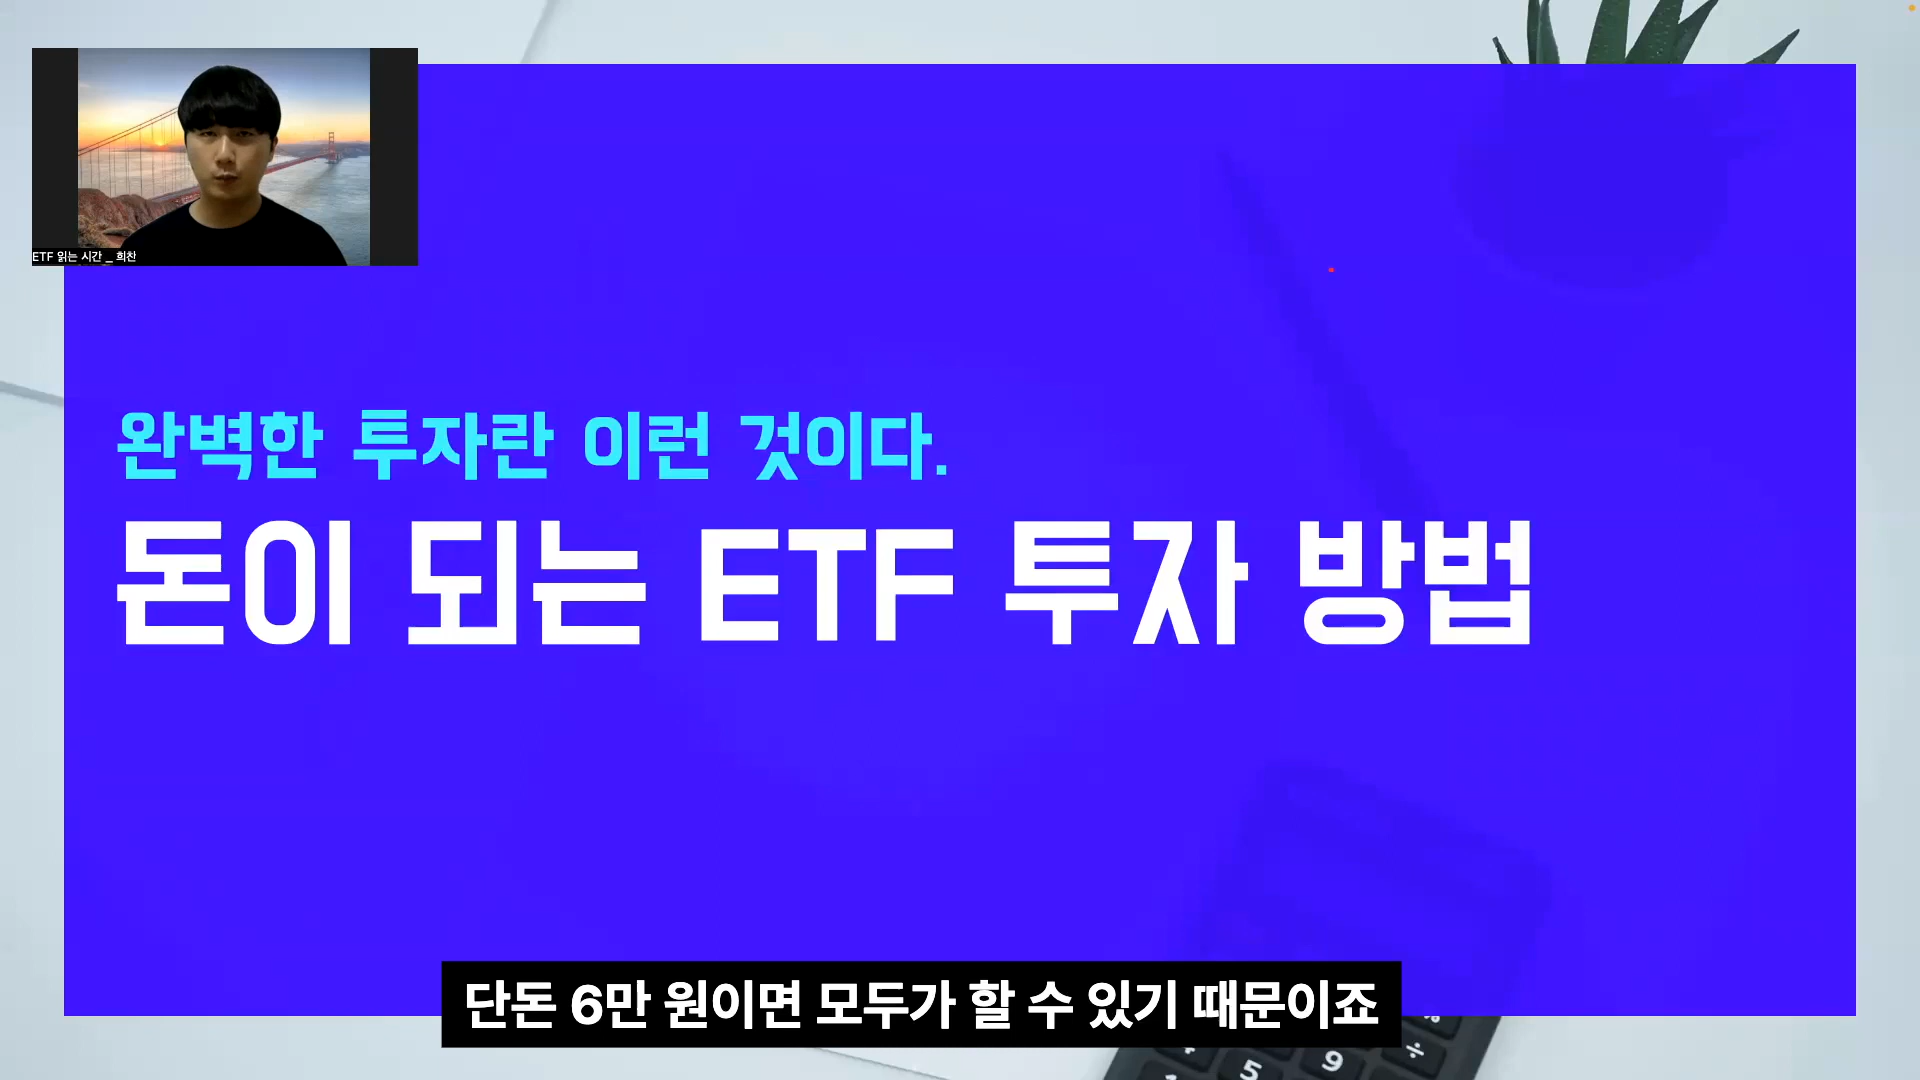 ETF 읽는 시간 _ 희찬
완벽한 투자란 이런 것이다.
돈이 되는 ETF 투자 방법
단돈 6만 원이면 모두가 할 수 있기 때문이죠
%
5 9 ÷